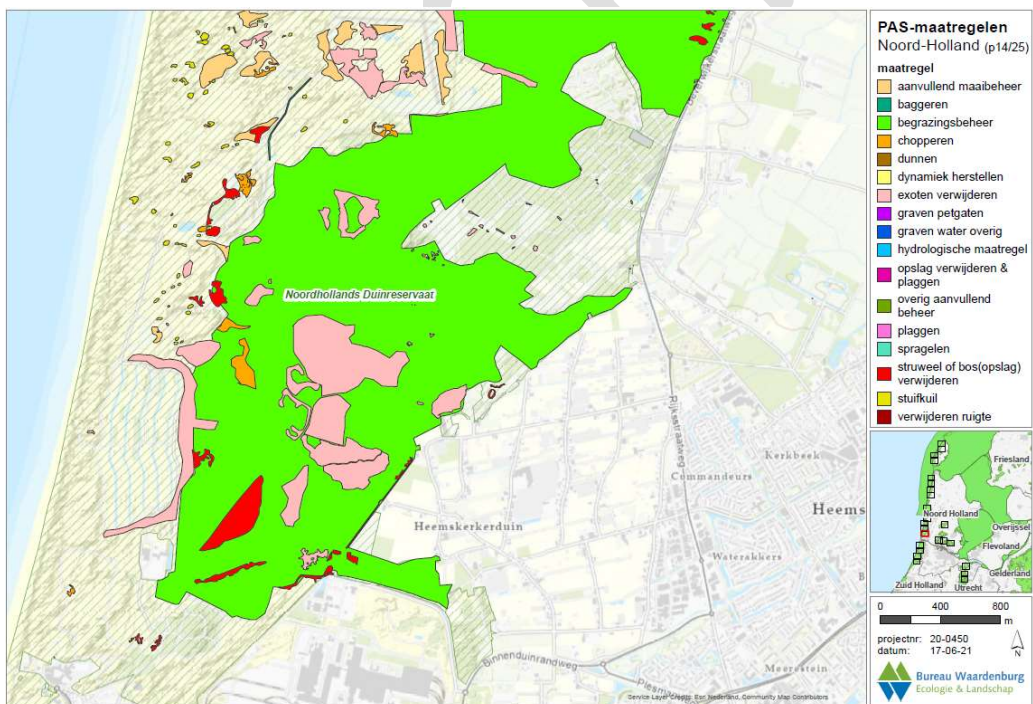 PAS-maatregelen
Noord-Holland (p14/25)
maatregel
aanvullend maaibeheer
baggeren
begrazingsbeheer
chopperen
dunnen
dynamiek herstellen
exoten verwijderen
graven petgaten
graven water overig
hydrologische maatregel
opslag verwijderen &
plaggen
overig aanvullend
beheer
plaggen
spragelen
struweel of bos(opslag)
verwijderen
stuifkuil
verwijderen ruigte
Noordhollands Duinreservaat
Rijksstraatweg
Kerkbeek
Commandeurs
Heems
Heemskerkerduin
Waterakkers
B
Binnenduinrandweg
Meerestein
Service Layer Credits: Esri Nederland, Community Map Contributors
Friesland
Noord Holland
Overijssel
Flevoland
Gelderland
Zuid Holland
Utrecht
0 400 800
m
projectnr: 20-0450
datum: 17-06-21
N
Bureau Waardenburg
Ecologie & Landschap